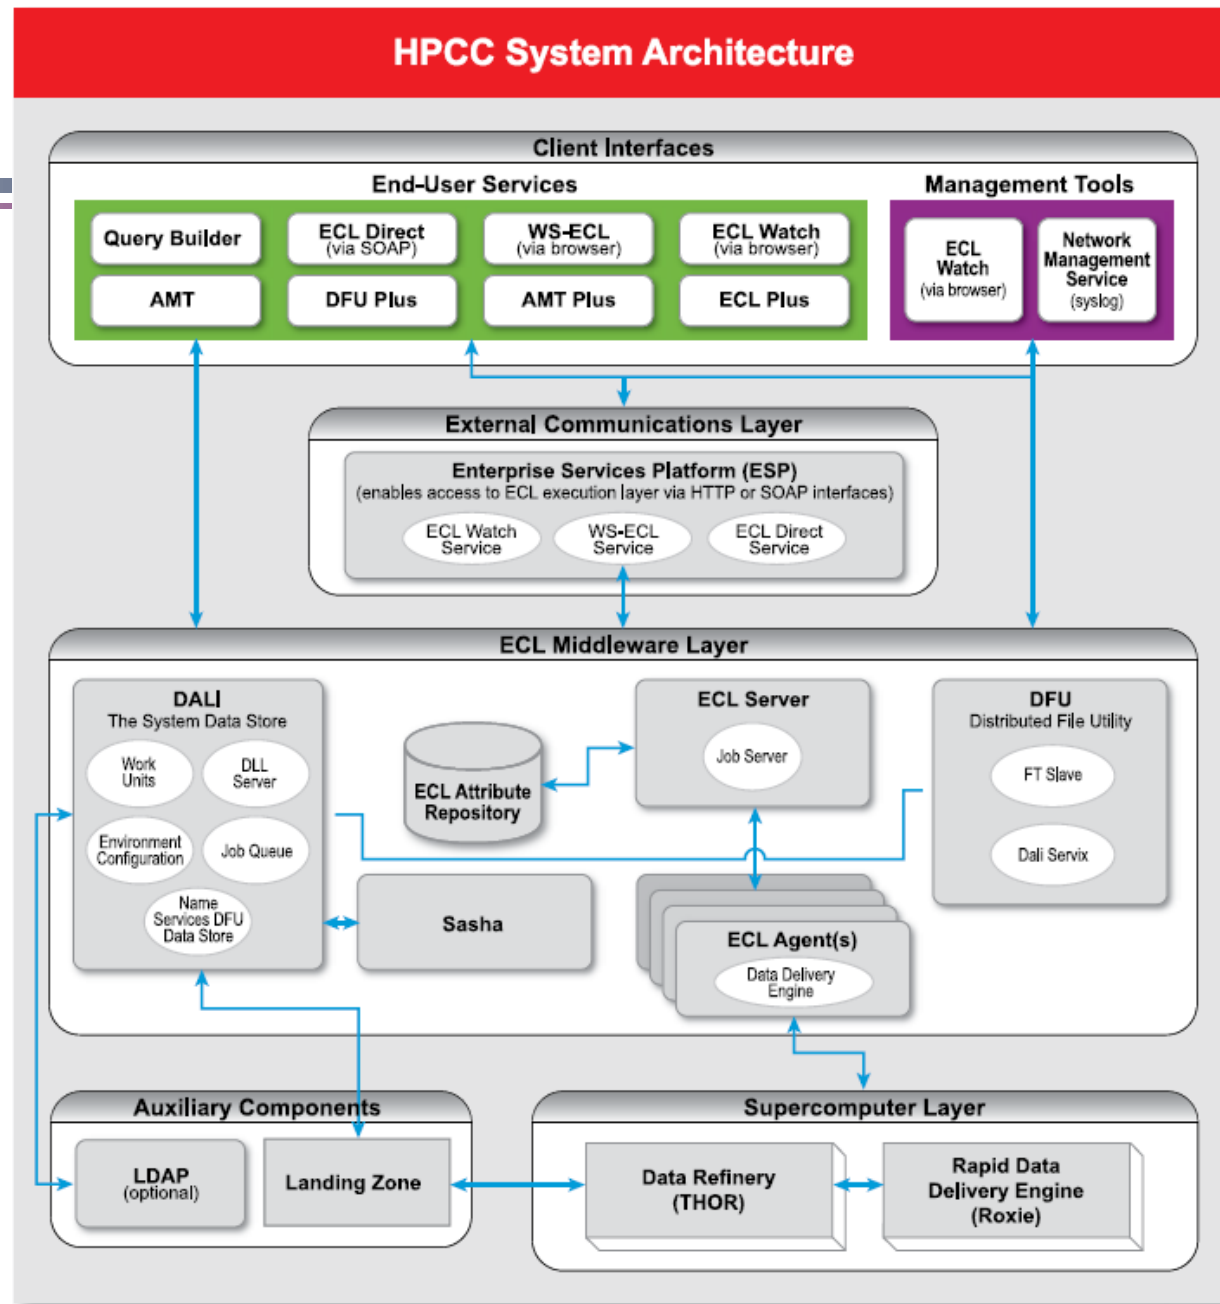 HPCC System Architecture
Client Interfaces
End-User Services
Management Tools
Query Builder
ECL Direct
(via SOAP)
WS-ECL
(via browser)
ECL Watch
(via browser)
AMT
DFU Plus
AMT Plus
ECL Plus
ECL
Watch
(via browser)
Network
Management
Service
(syslog)
External Communications Layer
Enterprise Services Platform (ESP)
(enables access to ECL execution layer via HTTP or SOAP interfaces)
ECL Watch
Service
WS-ECL
Service
ECL Direct
Service
ECL Middleware Layer
DALI
The System Data Store
Work
Units
DLL
Server
Environment
Configuration
Job Queue
Name
Services DFU
Data Store
ECL Attribute
Repository
ECL Server
Job Server
DFU
Distributed File Utility
FT Slave
Dali Servix
Sasha
ECL Agent(s)
Data Delivery
Engine
Auxiliary Components
LDAP
(optional)
Landing Zone
Supercomputer Layer
Data Refinery
(THOR)
Rapid Data
Delivery Engine
(Roxie)